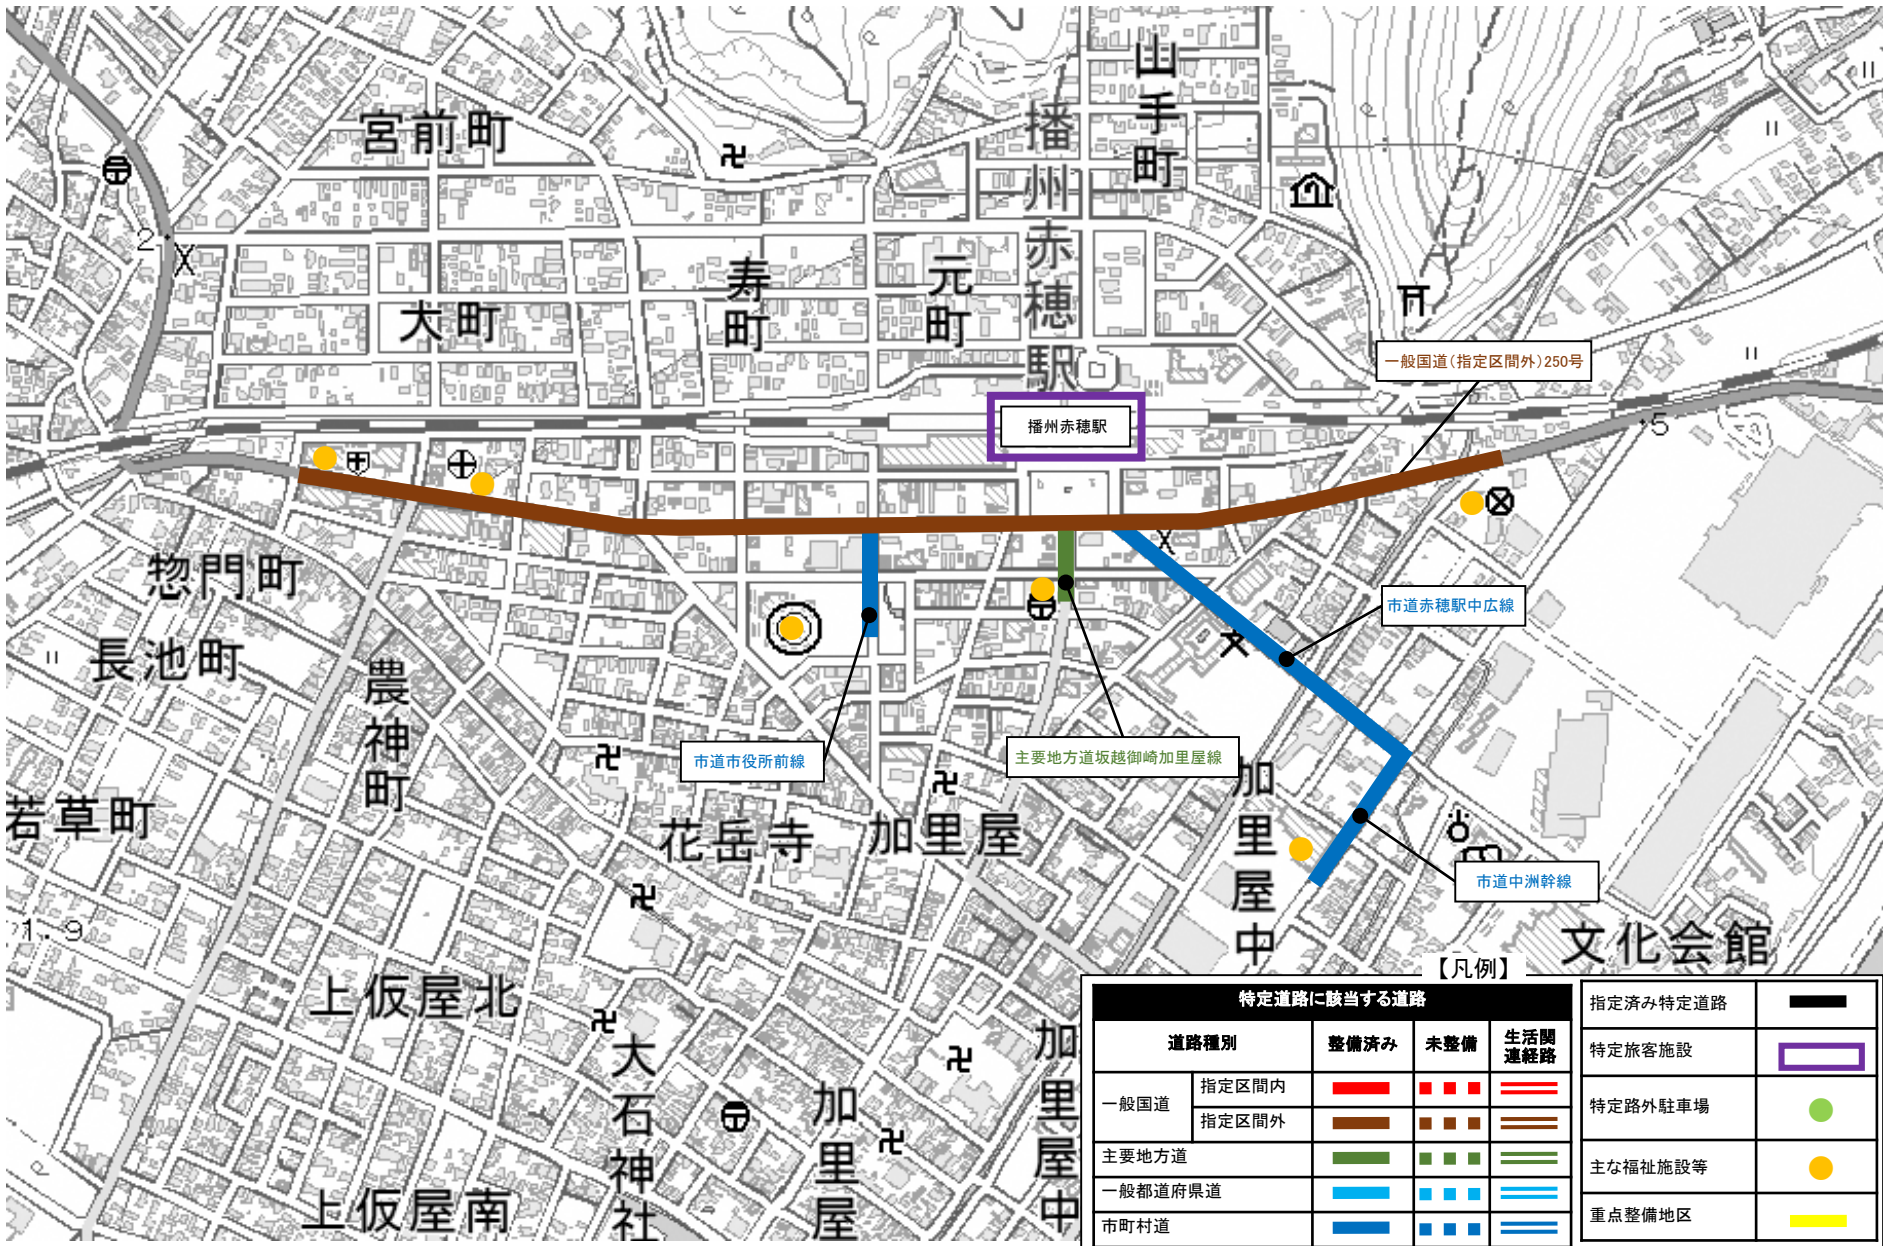 宮前町
山手町
播州赤穂駅
2
大町
寿町
元町
一般国道(指定区間外)250号
播州赤穂駅
5
惣門町
長池町
農神町
市道赤穂駅中広線
市道市役所前線
主要地方道坂越御崎加里屋線
若草町
花岳寺
加里屋
加里屋中
市道中洲幹線
1.9
文化会館
上仮屋北
大石神社
加里屋
加里屋中
上仮屋南
【凡例】
特定道路に該当する道路
道路種別 整備済み 未整備 生活関連経路
一般国道 指定区間内
指定区間外
主要地方道
一般都道府県道
市町村道
指定済み特定道路
特定旅客施設
特定路外駐車場
主な福祉施設等
重点整備地区